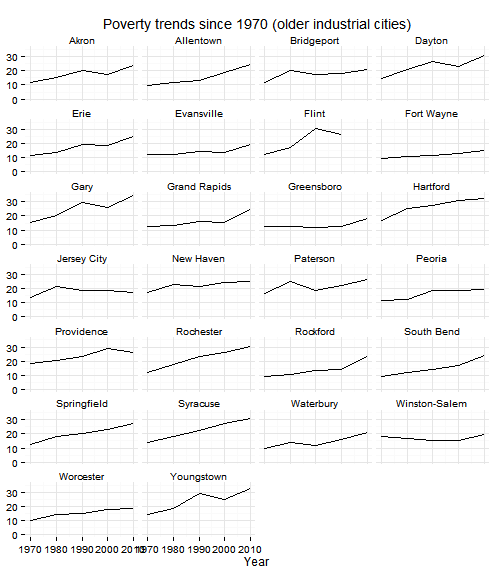 Poverty trends since 1970 (older industrial cities)
Akron Allentown Bridgeport Dayton
30
20
10
0
Erie Evansville Flint Fort Wayne
30
20
10
0
Gary Grand Rapids Greensboro Hartford
30
20
10
0
Jersey City New Haven Paterson Peoria
30
20
10
0
Providence Rochester Rockford South Bend
30
20
10
0
Springfield Syracuse Waterbury Winston-Salem
30
20
10
0
Worcester Youngstown
30
20
10
0
1970 1980 1990 2000 2010 1970 1980 1990 2000 2010
Year